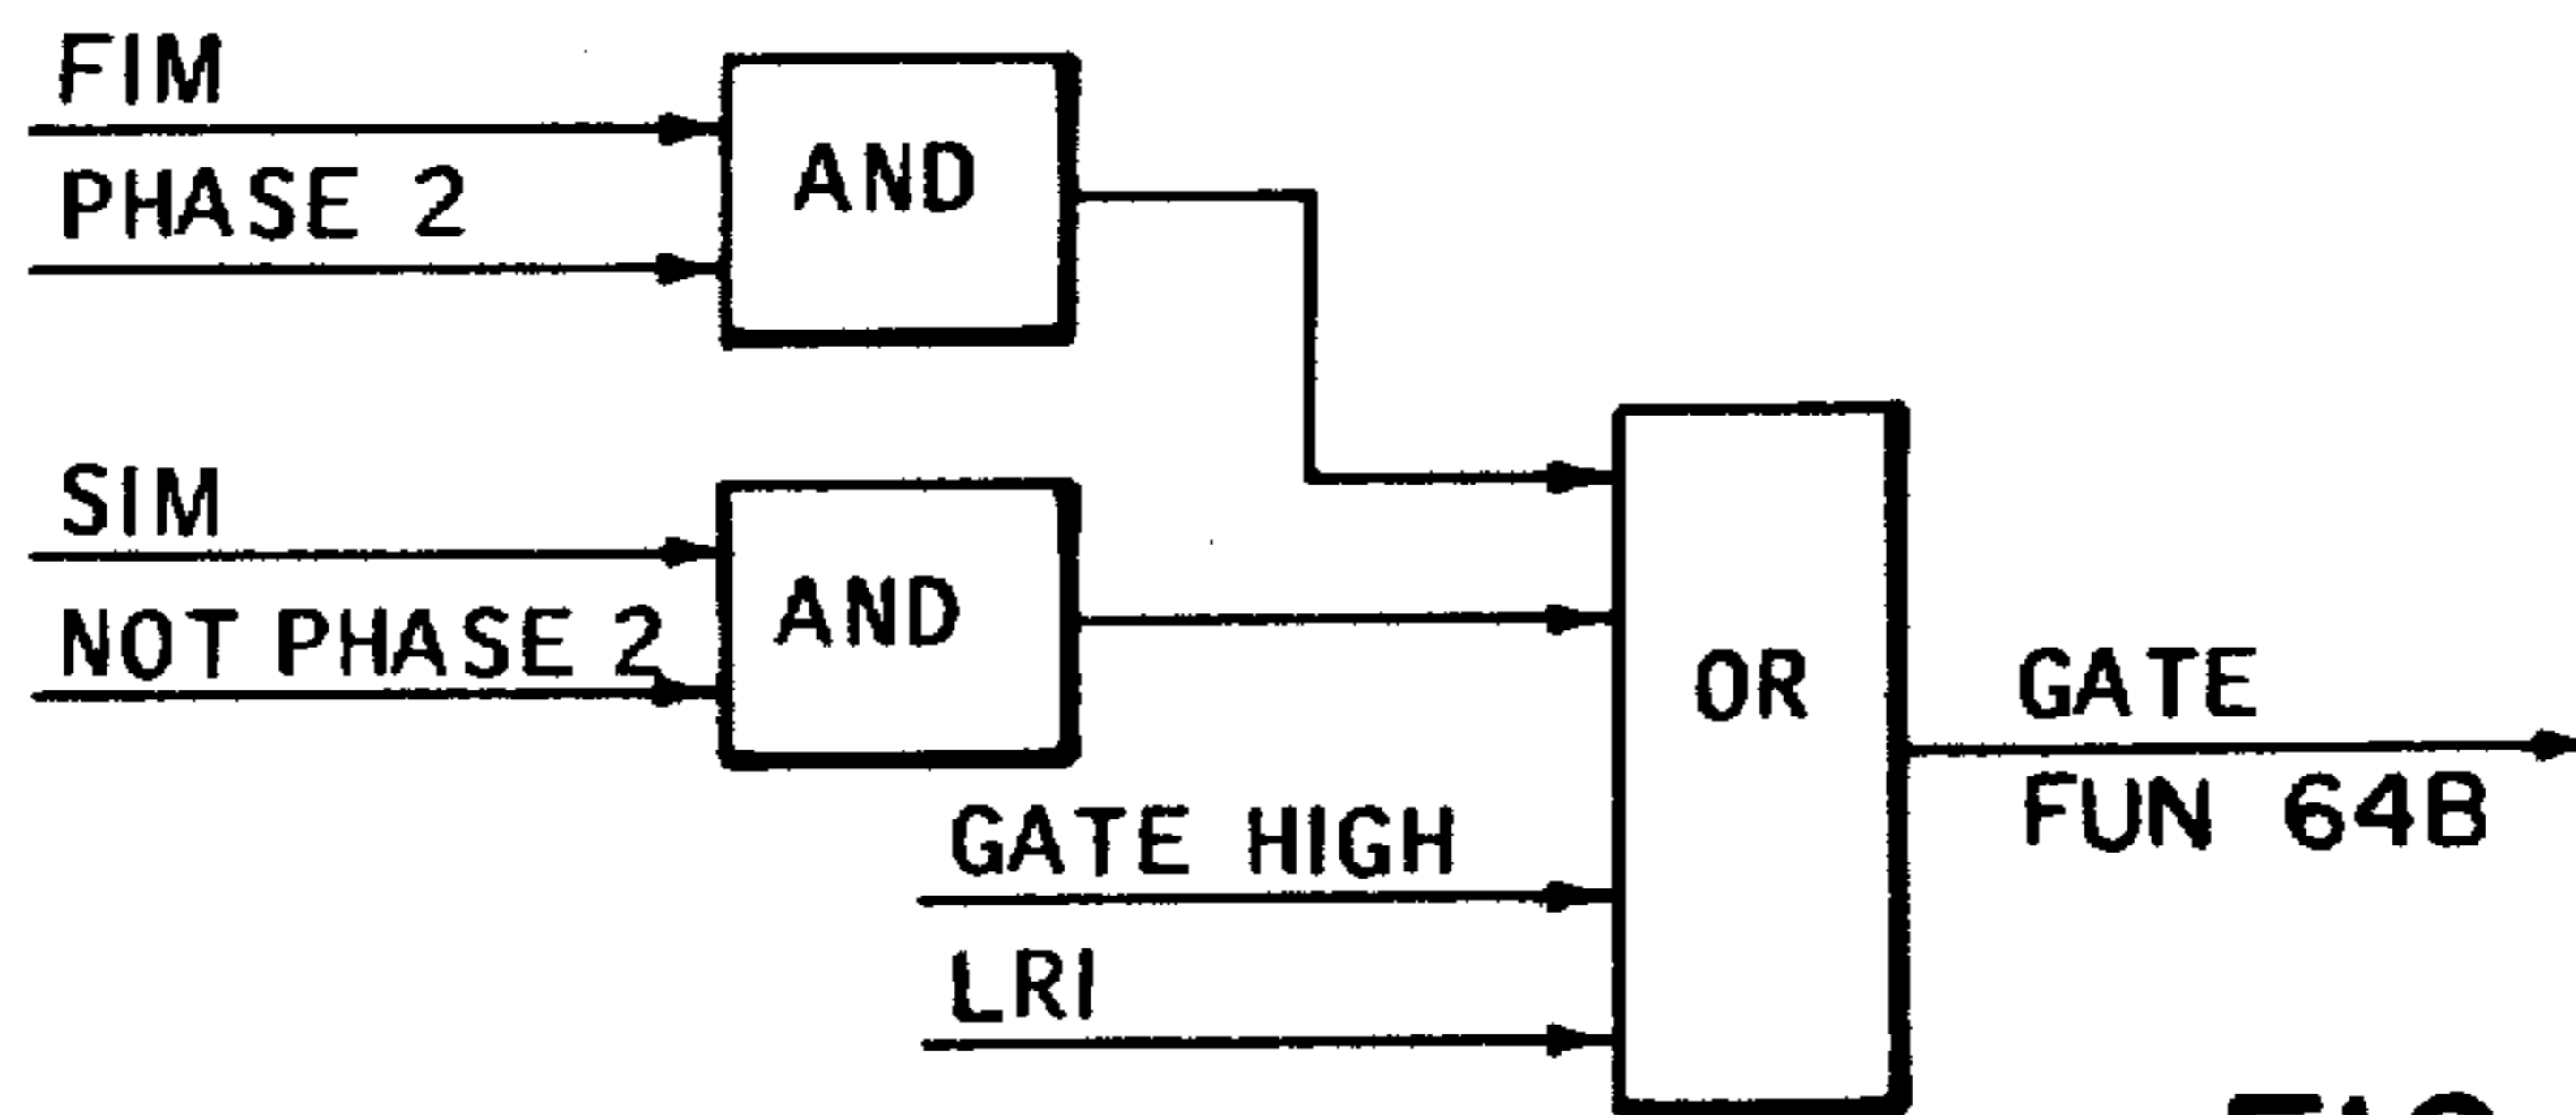 FIM
PHASE 2
AND
SIM
NOT PHASE 2
AND
GATE HIGH
LRI
OR
GATE
FUN 64B